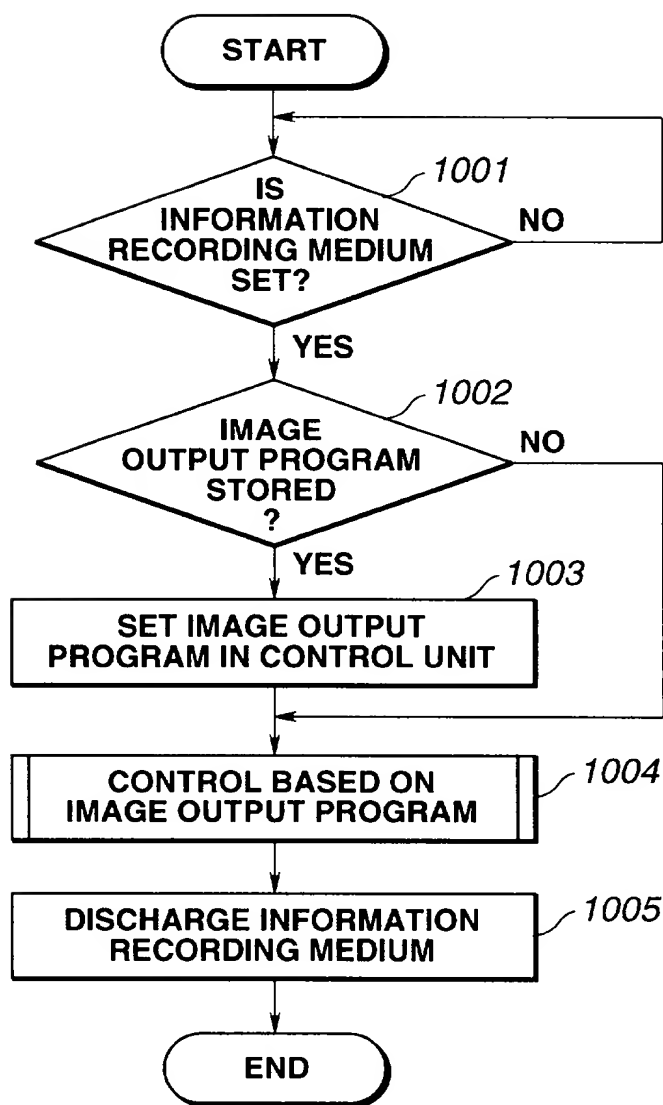 START
1001
IS
INFORMATION
RECORDING MEDIUM
SET?
NO
YES
1002
IMAGE
OUTPUT PROGRAM
STORED
?
NO
YES
1003
SET IMAGE OUTPUT
PROGRAM IN CONTROL UNIT
CONTROL BASED ON
IMAGE OUTPUT PROGRAM
1004
DISCHARGE INFORMATION
RECORDING MEDIUM
1005
END